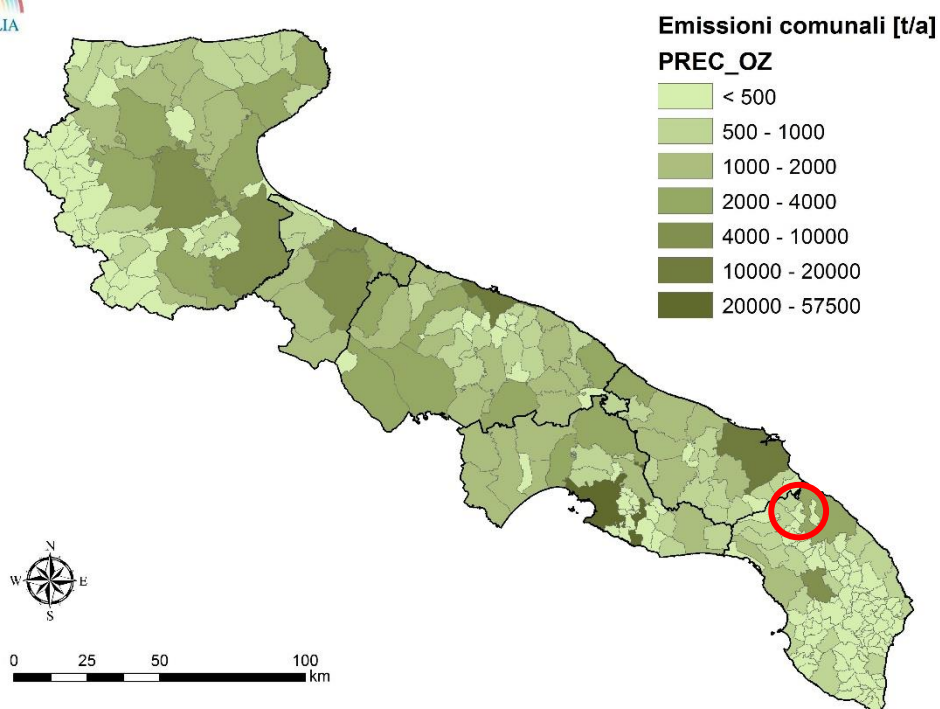 LIA
Emissioni comunali [t/a]
PREC_OZ
< 500
500 - 1000
1000 - 2000
2000 - 4000
4000 - 10000
10000 - 20000
20000 - 57500
N
W E
S
0 25 50 100
km